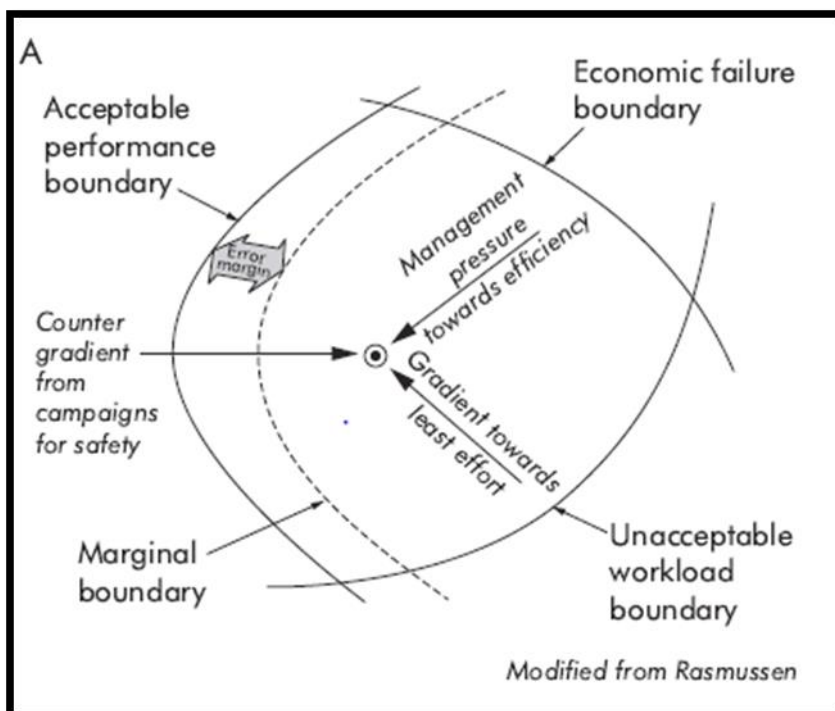 A
Economic failure
boundary
Acceptable
performance
boundary
Management
pressure
towards efficiency
Error
margin
Counter
gradient
from
campaigns
for safety
Gradient towards
least effort
Marginal
boundary
Unacceptable
workload
boundary
Modified from Rasmussen